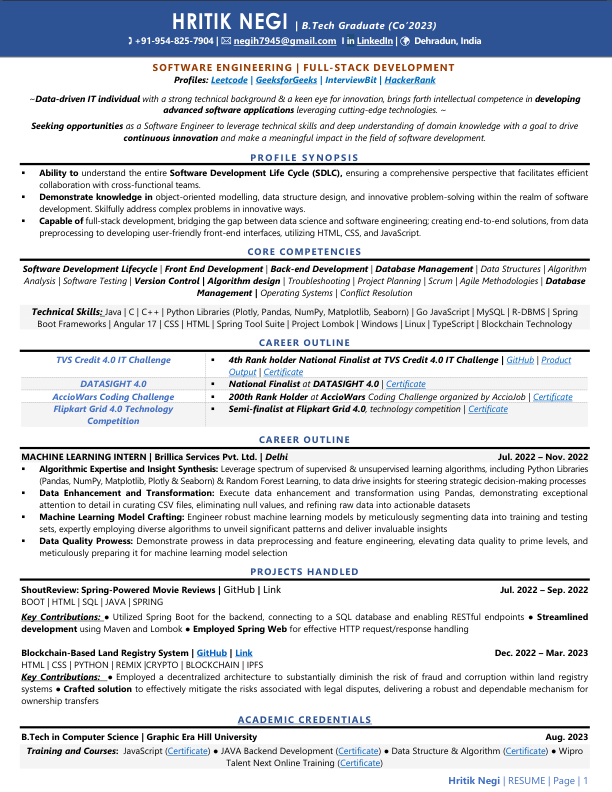 HRITIK NEGI | B.Tech Graduate (Co'2023)
+91-954-825-7904 | negih7945@gmail.com in LinkedIn | Dehradun, India
SOFTWARE ENGINEERING | FULL-STACK DEVELOPMENT
Profiles: Leetcode | GeeksforGeeks | InterviewBit | HackerRank
~Data-driven IT individual with a strong technical background & a keen eye for innovation, brings forth intellectual competence in developing
advanced software applications leveraging cutting-edge technologies. ~
Seeking opportunities as a Software Engineer to leverage technical skills and deep understanding of domain knowledge with a goal to drive
continuous innovation and make a meaningful impact in the field of software development.
PROFILE SYNOPSIS
▪ Ability to understand the entire Software Development Life Cycle (SDLC), ensuring a comprehensive perspective that facilitates efficient
collaboration with cross-functional teams.
▪ Demonstrate knowledge in object-oriented modelling, data structure design, and innovative problem-solving within the realm of software
development. Skilfully address complex problems in innovative ways.
▪ Capable of full-stack development, bridging the gap between data science and software engineering; creating end-to-end solutions, from data
preprocessing to developing user-friendly front-end interfaces, utilizing HTML, CSS, and JavaScript.
CORE COMPETENCIES
Software Development Lifecycle | Front End Development | Back-end Development | Database Management | Data Structures | Algorithm
Analysis | Software Testing | Version Control | Algorithm design | Troubleshooting | Project Planning | Scrum | Agile Methodologies | Database
Management | Operating Systems | Conflict Resolution
Technical Skills: Java | C | C++ | Python Libraries (Plotly, Pandas, NumPy, Matplotlib, Seaborn) | Go JavaScript | MySQL | R-DBMS | Spring
Boot Frameworks | Angular 17 | CSS | HTML | Spring Tool Suite | Project Lombok | Windows | Linux | TypeScript | Blockchain Technology
CAREER OUTLINE
TVS Credit 4.0 IT Challenge ▪ 4th Rank holder National Finalist at TVS Credit 4.0 IT Challenge | GitHub | Product
Output | Certificate
DATASIGHT 4.0 ▪ National Finalist at DATASIGHT 4.0 | Certificate
AccioWars Coding Challenge ▪ 200th Rank Holder at AccioWars Coding Challenge organized by AccioJob | Certificate
Flipkart Grid 4.0 Technology ▪ Semi-finalist at Flipkart Grid 4.0, technology competition | Certificate
Competition
CAREER OUTLINE
MACHINE LEARNING INTERN | Brillica Services Pvt. Ltd. | Delhi Jul. 2022 – Nov. 2022
▪ Algorithmic Expertise and Insight Synthesis: Leverage spectrum of supervised & unsupervised learning algorithms, including Python Libraries
(Pandas, NumPy, Matplotlib, Plotly & Seaborn) & Random Forest Learning, to data drive insights for steering strategic decision-making processes
▪ Data Enhancement and Transformation: Execute data enhancement and transformation using Pandas, demonstrating exceptional
attention to detail in curating CSV files, eliminating null values, and refining raw data into actionable datasets
▪ Machine Learning Model Crafting: Engineer robust machine learning models by meticulously segmenting data into training and testing
sets, expertly employing diverse algorithms to unveil significant patterns and deliver invaluable insights
▪ Data Quality Prowess: Demonstrate prowess in data preprocessing and feature engineering, elevating data quality to prime levels, and
meticulously preparing it for machine learning model selection
PROJECTS HANDLED
ShoutReview: Spring-Powered Movie Reviews | GitHub | Link Jul. 2022 – Sep. 2022
BOOT | HTML | SQL | JAVA | SPRING
Key Contributions: ● Utilized Spring Boot for the backend, connecting to a SQL database and enabling RESTful endpoints ● Streamlined
development using Maven and Lombok ● Employed Spring Web for effective HTTP request/response handling
Blockchain-Based Land Registry System | GitHub | Link Dec. 2022 – Mar. 2023
HTML | CSS | PYTHON | REMIX |CRYPTO | BLOCKCHAIN | IPFS
Key Contributions: ● Employed a decentralized architecture to substantially diminish the risk of fraud and corruption within land registry
systems ● Crafted solution to effectively mitigate the risks associated with legal disputes, delivering a robust and dependable mechanism for
ownership transfers
ACADEMIC CREDENTIALS
B.Tech in Computer Science | Graphic Era Hill University Aug. 2023
Training and Courses: JavaScript (Certificate) ● JAVA Backend Development (Certificate) ● Data Structure & Algorithm (Certificate) ● Wipro
Talent Next Online Training (Certificate)
Hritik Negi | RESUME | Page | 1